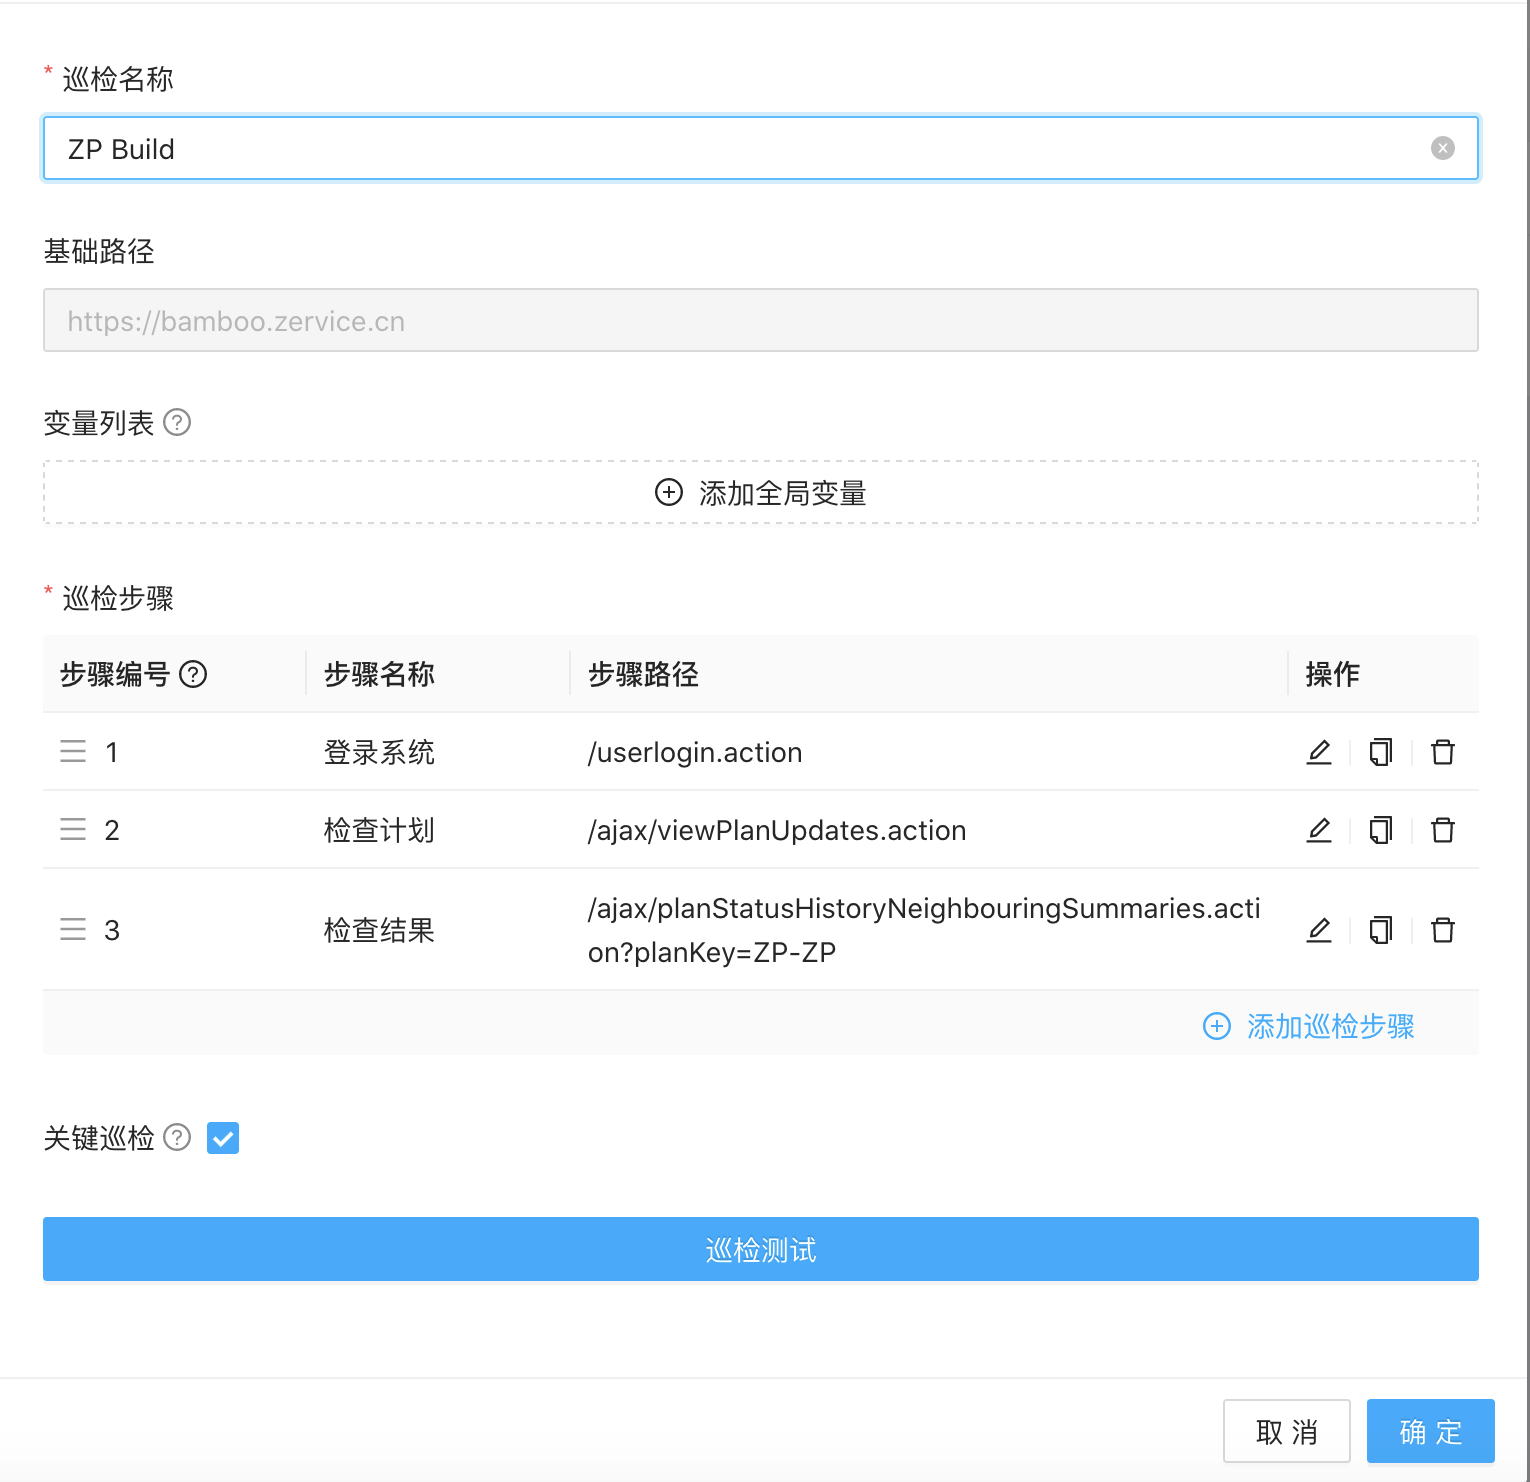 * 巡检名称
ZP Build
基础路径
https://bamboo.zervice.cn
变量列表
添加全局变量
* 巡检步骤
步骤编号 步骤名称 步骤路径 操作
1 登录系统 /userlogin.action
2 检查计划 /ajax/viewPlanUpdates.action
3 检查结果 /ajax/planStatusHistoryNeighbouringSummaries.acti
on?planKey=ZP-ZP
添加巡检步骤
关键巡检
巡检测试
取 消 确 定